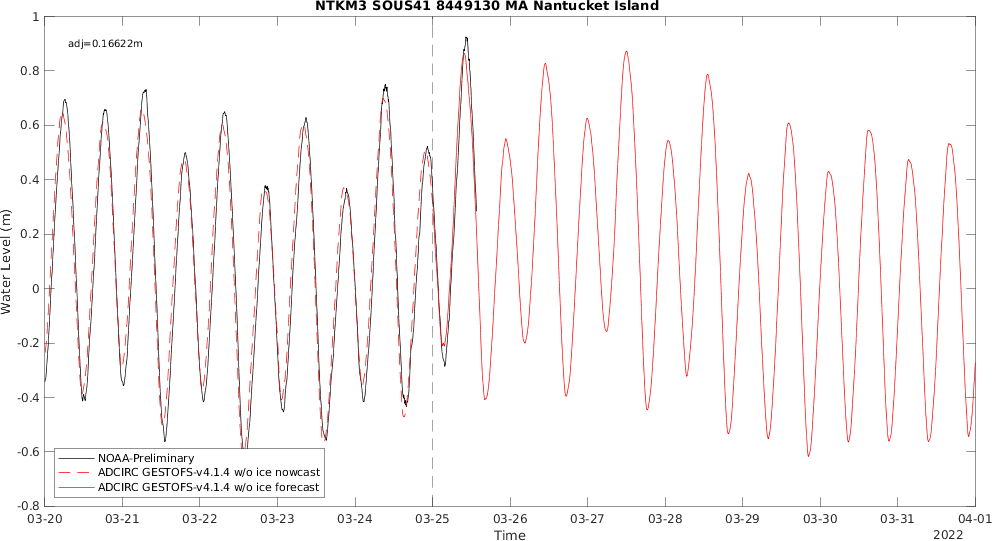 NTKM3 SOUS41 8449130 MA Nantucket Island
adj=0.16622m
1
0.8
0.6
0.4
0.2
0
-0.2
-0.4
-0.6
-0.8
Water Level (m)
NOAA-Preliminary
ADCIRC GESTOFS-v4.1.4 w/o ice nowcast
ADCIRC GESTOFS-v4.1.4 w/o ice forecast
03-20 03-21 03-22 03-23 03-24 03-25 03-26 03-27 03-28 03-29 03-30 03-31 04-01
Time
2022